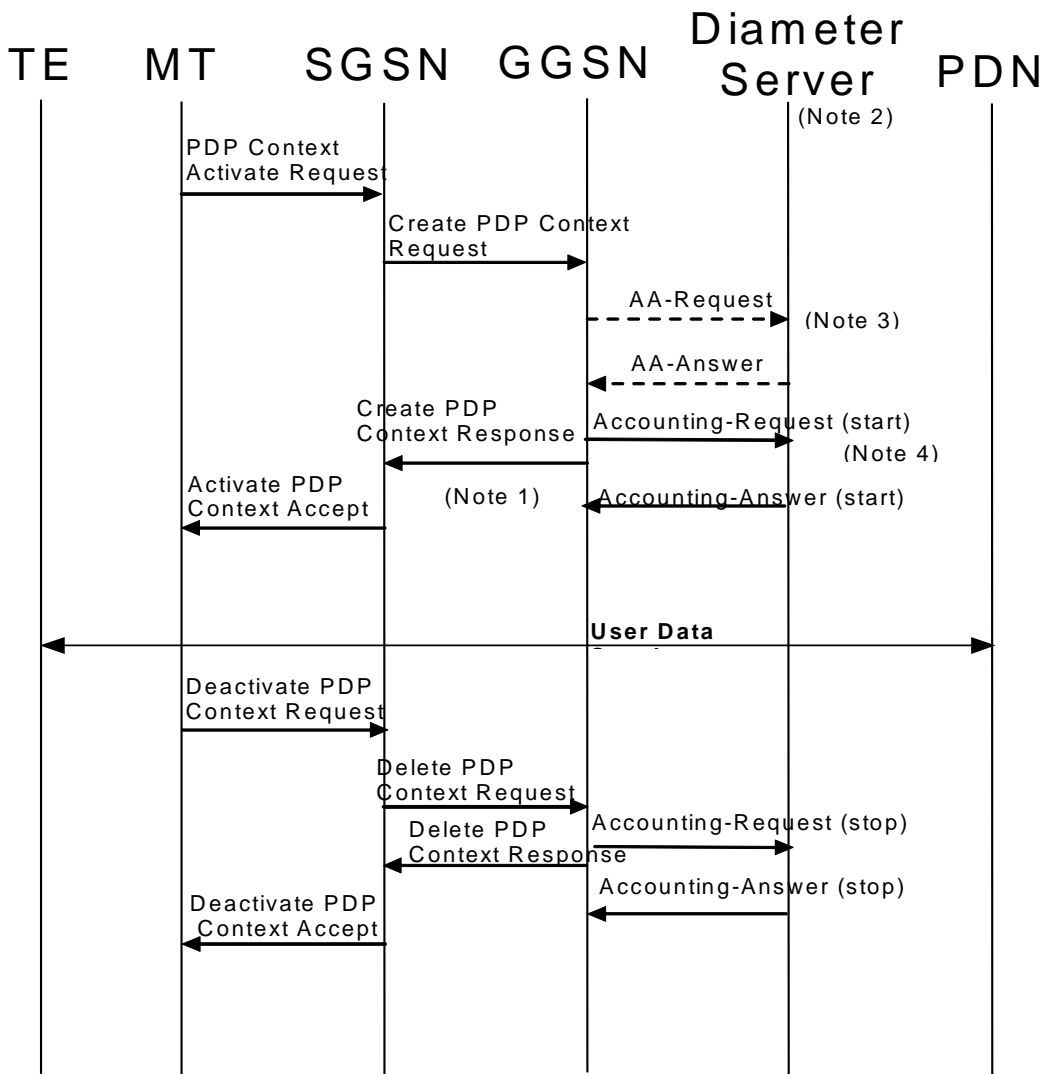 TE
MT
SGSN
GGSN
Diameter
Server
PDN
(Note 2)
PDP Context
Activate Request
Create PDP Context
Request
AA-Request
(Note 3)
AA-Answer
Create PDP
Context Response
Accounting-Request (start)
(Note 4)
Activate PDP
Context Accept
(Note 1)
Accounting-Answer (start)
User Data
Deactivate PDP
Context Request
Delete PDP
Context Request
Accounting-Request (stop)
Delete PDP
Context Response
Accounting-Answer (stop)
Deactivate PDP
Context Accept